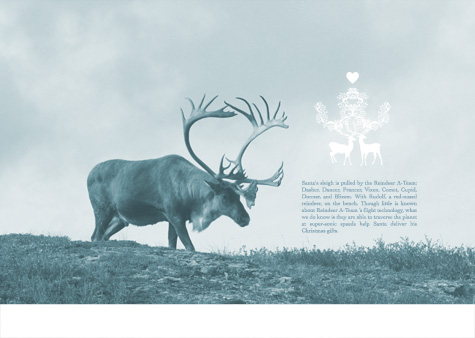 Santa's sleigh is pulled by the Reindeer A-Team;
Dasher, Dancer, Prancer, Vixen, Comet, Cupid,
Donner and Blitzen. With Rudolf, a red-nosed
reindeer, on the bench. Though little is known
about Reindeer A-Team's flight technology, what
we do know is they are able to traverse the planet
at super-sonic speeds help Santa deliver his
Christmas gifts.